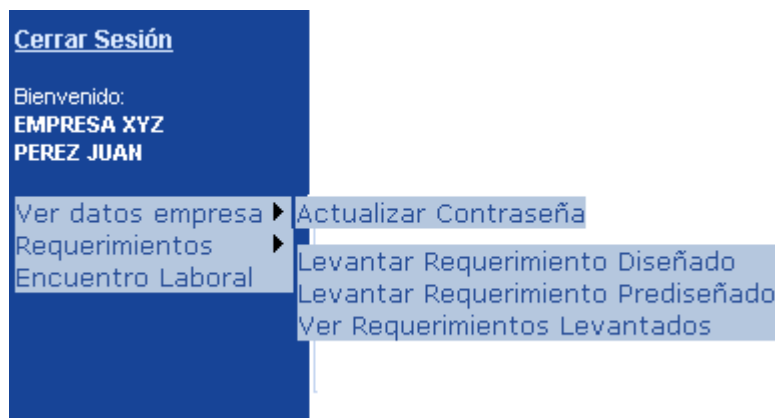 Cerrar Sesión
Bienvenido:
EMPRESA XYZ
PEREZ JUAN
Ver datos empresa
Actualizar Contraseña
Requerimientos
Levantar Requerimiento Diseñado
Levantar Requerimiento Prediseñado
Ver Requerimientos Levantados
Encuentro Laboral